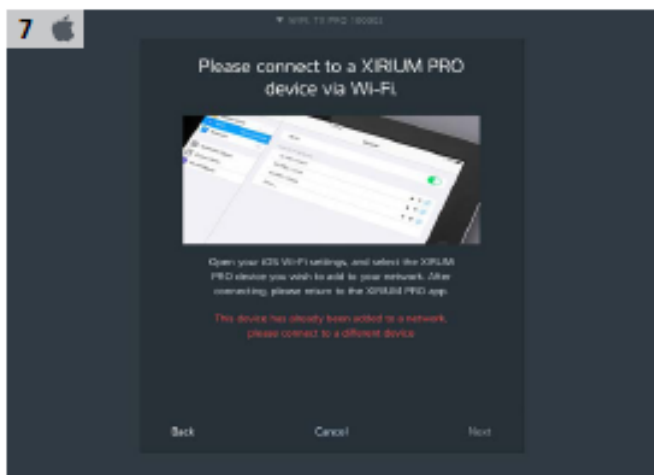 7
Please connect to a XIRIUM PRO
device via Wi-Fi.
Open your iOS Wi-Fi settings, and select the XIRIUM
PRO device you wish to add to your network. After
connecting, please return to the XIRIUM PRO app.
This device has already been added to a network,
please connect to a different device
Back
Cancel
Next